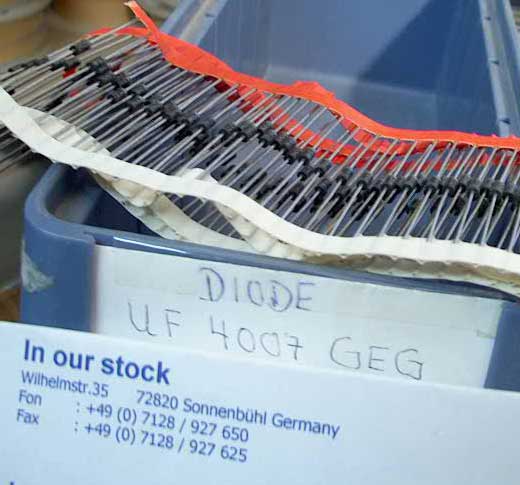 DIODE
UF 4007 GEG
In our stock
Wilhelmstr.35 72820 Sonnenbühl Germany
Fon : +49 (0) 7128 / 927 650
Fax : +49 (0) 7128 / 927 625